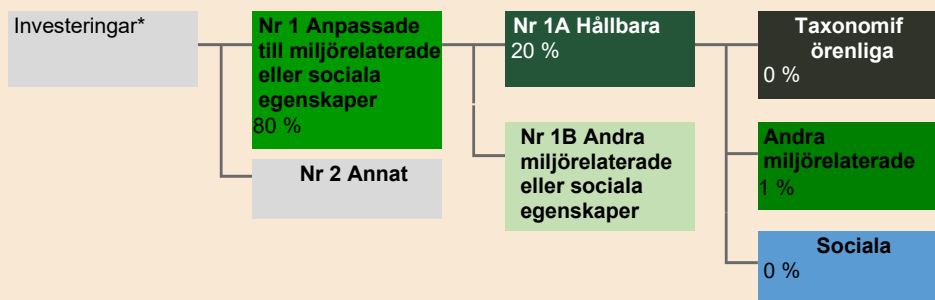 Investeringar*
Nr 1 Anpassade
till miljörelaterade
eller sociala
egenskaper
80 %
Nr 2 Annat
Nr 1A Hållbara
20 %
Nr 1B Andra
miljörelaterade
eller sociala
egenskaper
Taxonomif
örenliga
0 %
Andra
miljörelaterade
1 %
Sociala
0 %